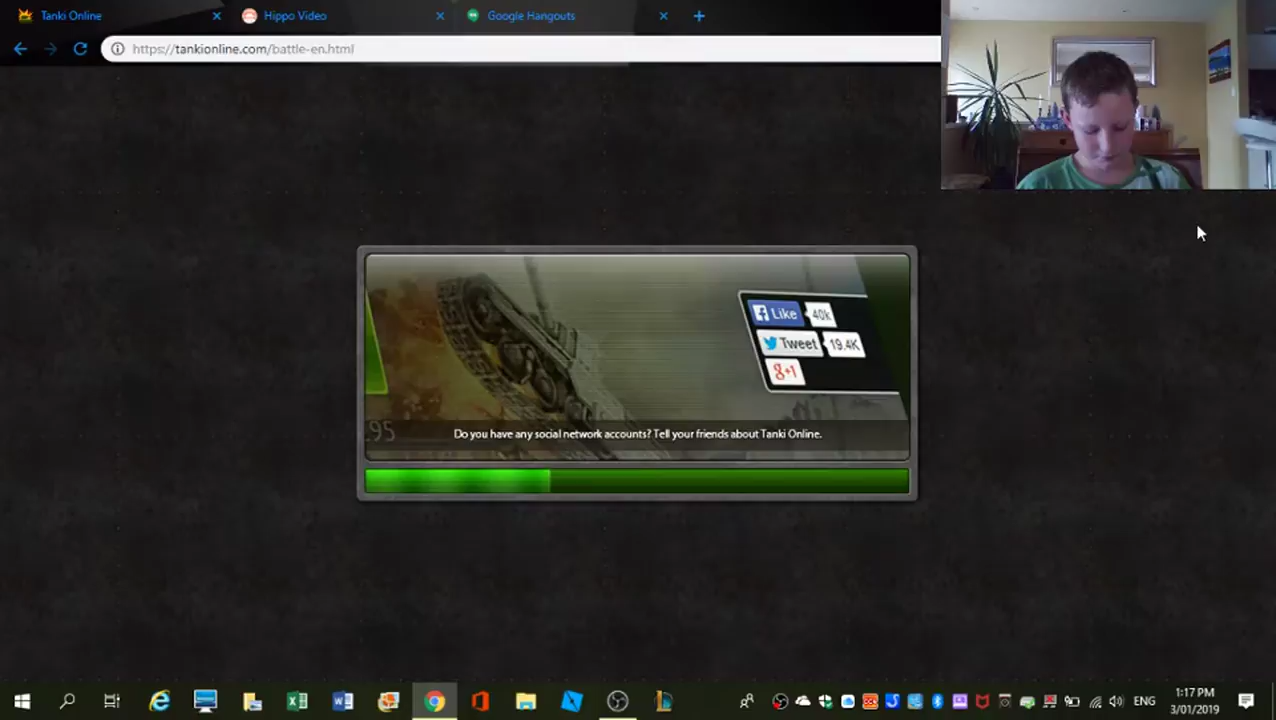 Tanki Online
Hippo Video
Google Hangouts
https://tankionline.com/battle-en.html
Like 40k
Tweet 19.4K
g+1
.95
Do you have any social network accounts? Tell your friends about Tanki Online.
ENG
1:17 PM
3/01/2019